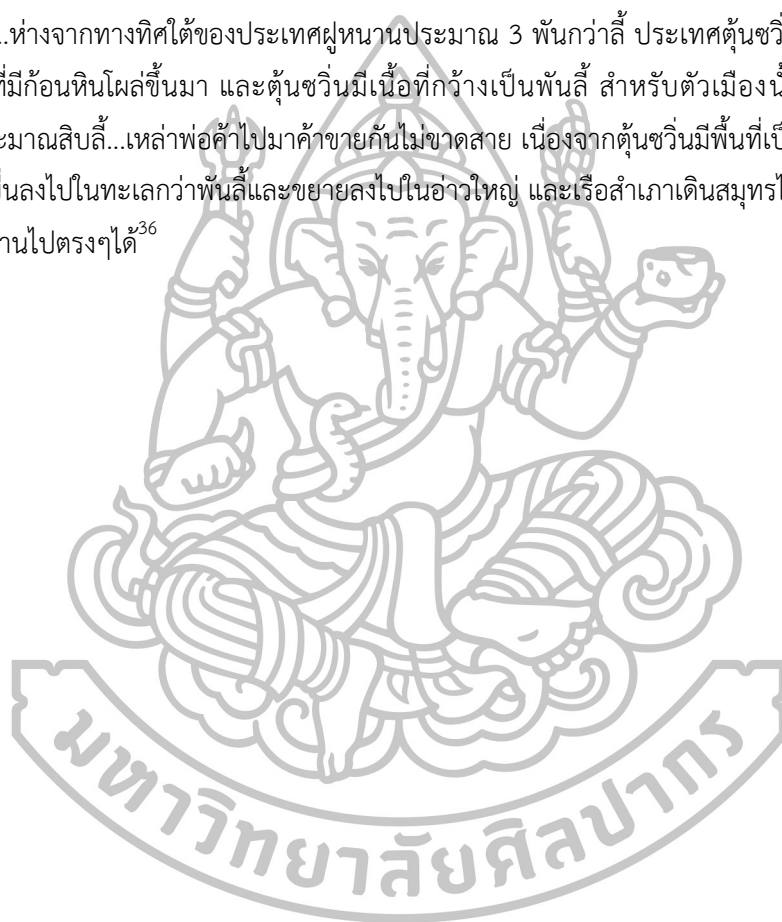 ...ห่างจากทางทิศใต้ของประเทศฝูหนานประมาณ 3 พันกว่าลี้ ประเทศตุ้นซวิ่
ที่มีก้อนหินโผล่ขึ้นมา และตุ้นซวิ่นมีเนื้อที่กว้างเป็นพันลี้ สำหรับตัวเมืองนั้
ะมาณสิบลี้...เหล่าพ่อค้าไปมาค้าขายกันไม่ขาดสาย เนื่องจากตุ้นซวิ่นมีพื้นที่เป็
ยื่นลงไปในทะเลกว่าพันลี้และขยายลงไปในอ่าวใหญ่ และเรือสำเภาเดินสมุทรไ
่านไปตรงๆได้36
มหาวิทยาลัยศิลปากร